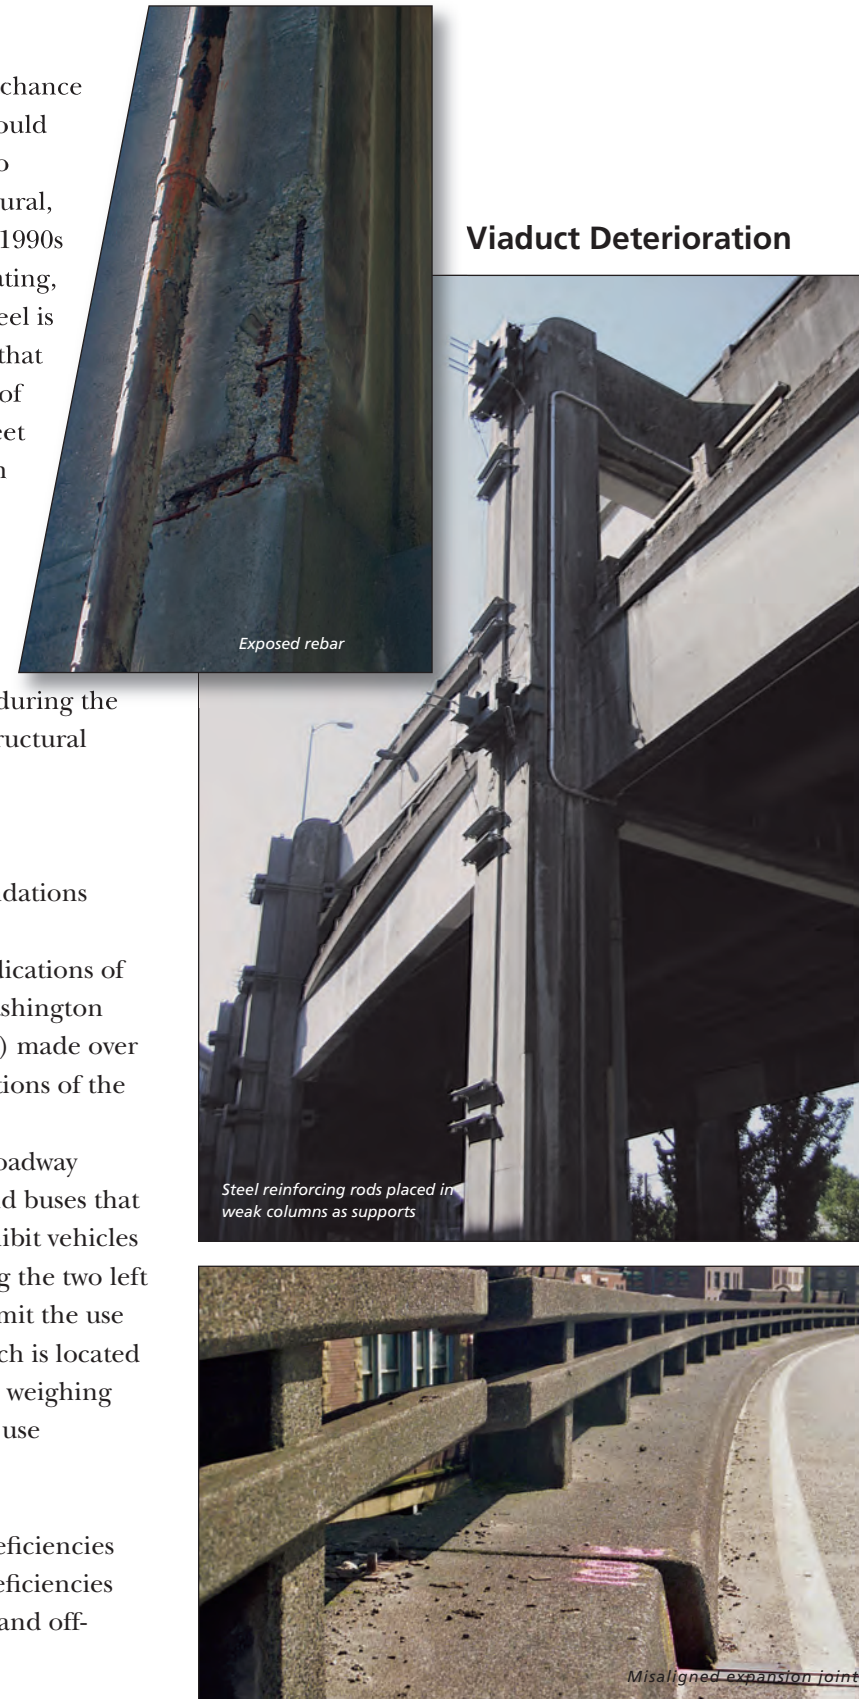 chance
ould
o
ural,
1990s
ating,
eel is
that
of
eet
n
Viaduct Deterioration
Exposed rebar
during the
ructural
dations
dications of
shington
) made over
tions of the
oadway
d buses that
hibit vehicles
g the two left
mit the use
ch is located
weighing
use
Steel reinforcing rods placed in
weak columns as supports
eficiencies
eficiencies
and off-
Misaligned expansion joint